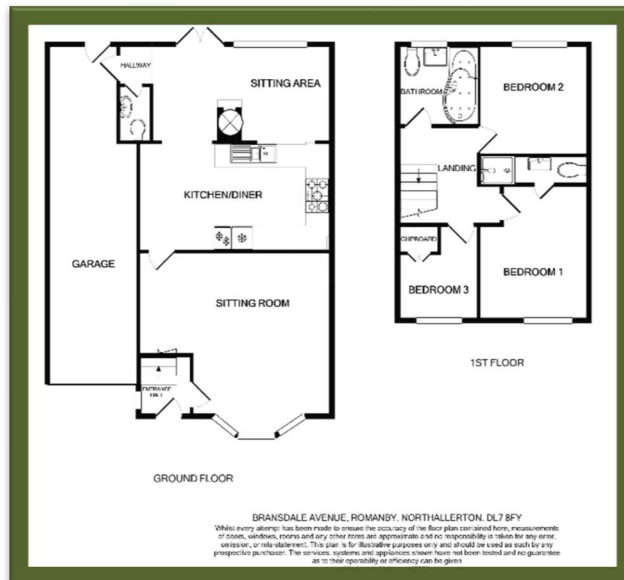 HALLWAY
SITTING AREA
KITCHEN/DINER
GARAGE
SITTING ROOM
ENTRANCE
HALL
GROUND FLOOR
BATHROOM
BEDROOM 2
LANDING
CUPBOARD
BEDROOM 3
BEDROOM 1
1ST FLOOR
BRANSDALE AVENUE, ROMANBY, NORTHALLERTON, DL7 8FY
Whilst every attempt has been made to ensure the accuracy of the floor plan contained here, measurements
of doors, windows, rooms and any other items are approximate and no responsibility is taken for any error,
omission, or mis-statement. This plan is for illustrative purposes only and should be used as such by any
prospective purchaser. The services, systems and appliances shown have not been tested and no guarantee
as to their operability or efficiency can be given